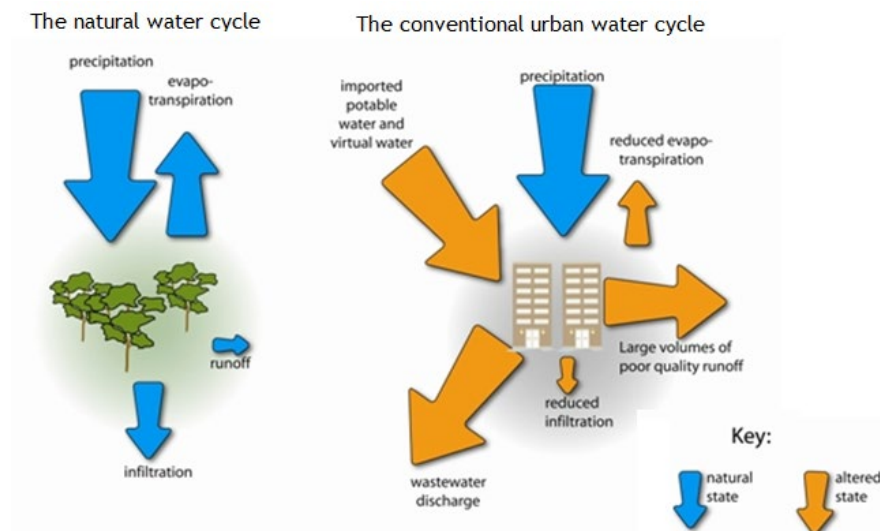 The natural water cycle
precipitation
evapo-
transpiration
runoff
infiltration
The conventional urban water cycle
imported
potable
water and
virtual water
precipitation
reduced evapo-
transpiration
Large volumes of
poor quality runoff
reduced
infiltration
wastewater
discharge
Key:
natural
state
altered
state